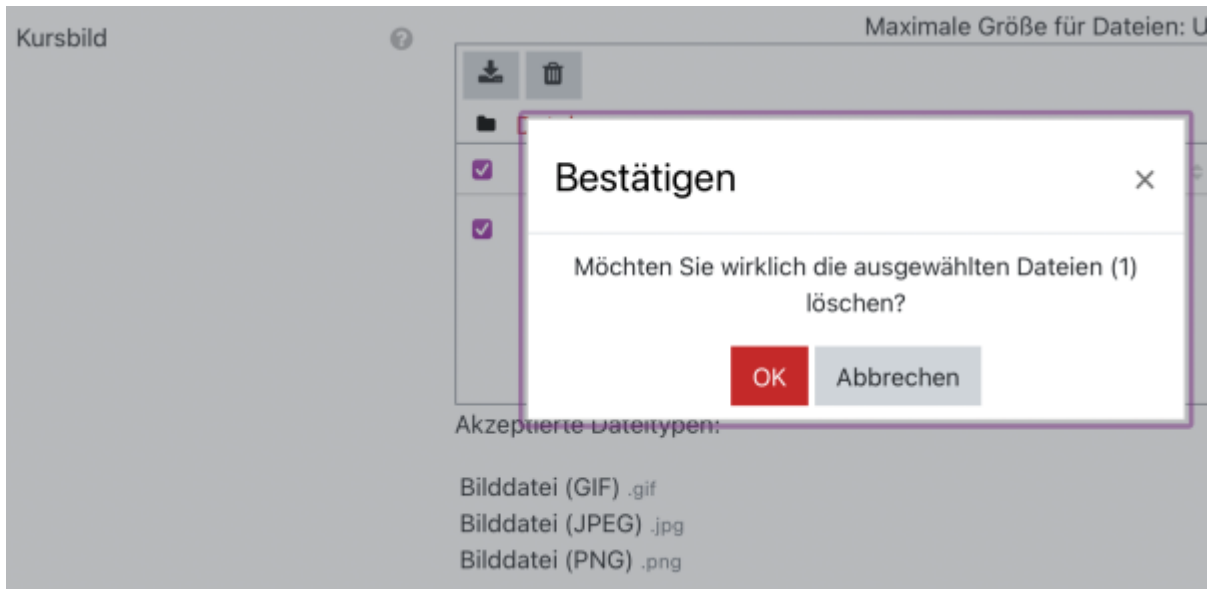 Maximale Größe für Dateien: U
Kursbild
Bestätigen
Möchten Sie wirklich die ausgewählten Dateien (1)
löschen?
OK Abbrechen
Akzeptierte Dateitypen:
Bilddatei (GIF) .gif
Bilddatei (JPEG) .jpg
Bilddatei (PNG) .png